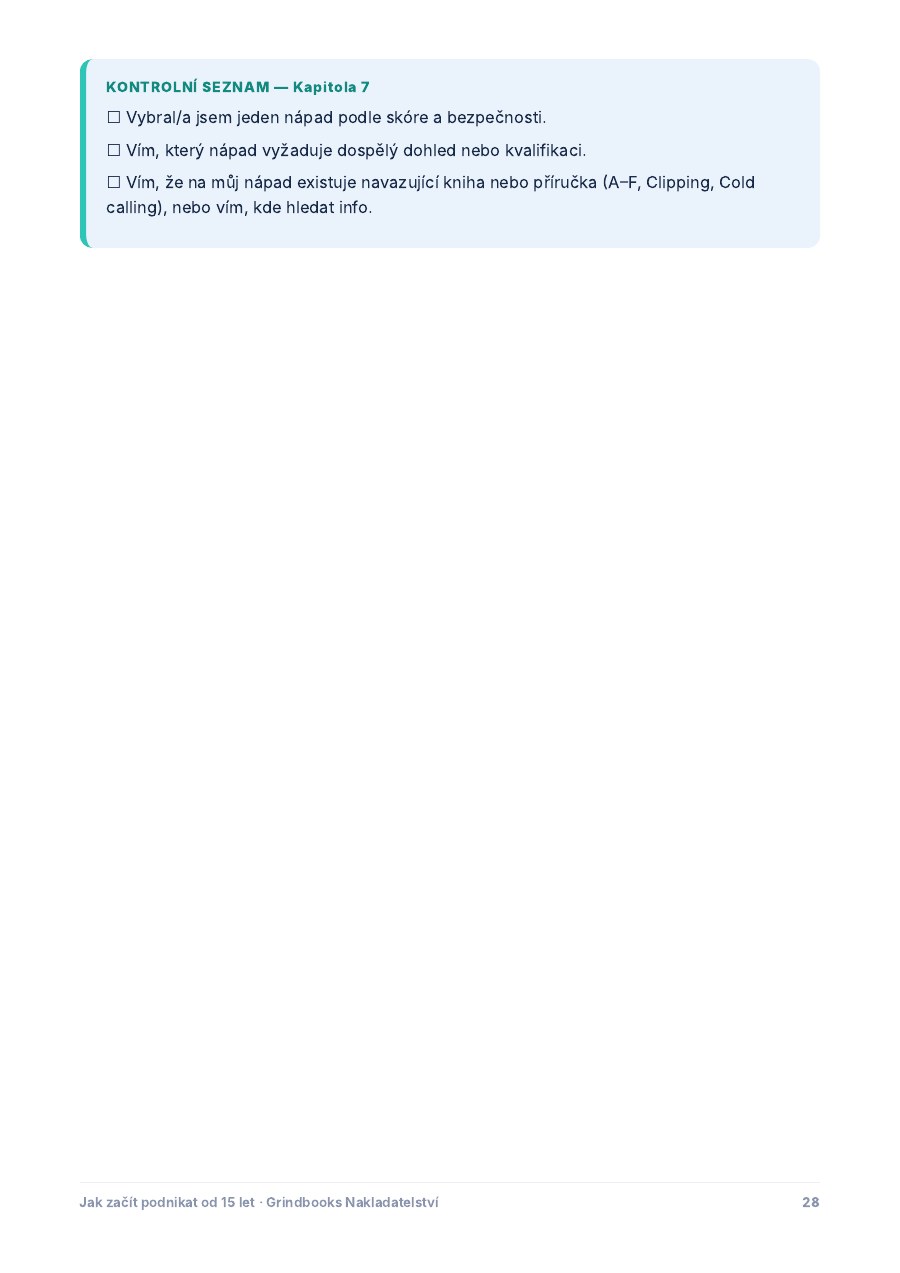 KONTROLNÍ SEZNAM — Kapitola 7
☐ Vybral/a jsem jeden nápad podle skóre a bezpečnosti.
☐ Vím, který nápad vyžaduje dospělý dohled nebo kvalifikaci.
☐ Vím, že na můj nápad existuje navazující kniha nebo příručka (A–F, Clipping, Cold
calling), nebo vím, kde hledat info.
Jak začít podnikat od 15 let · Grindbooks Nakladatelství
28